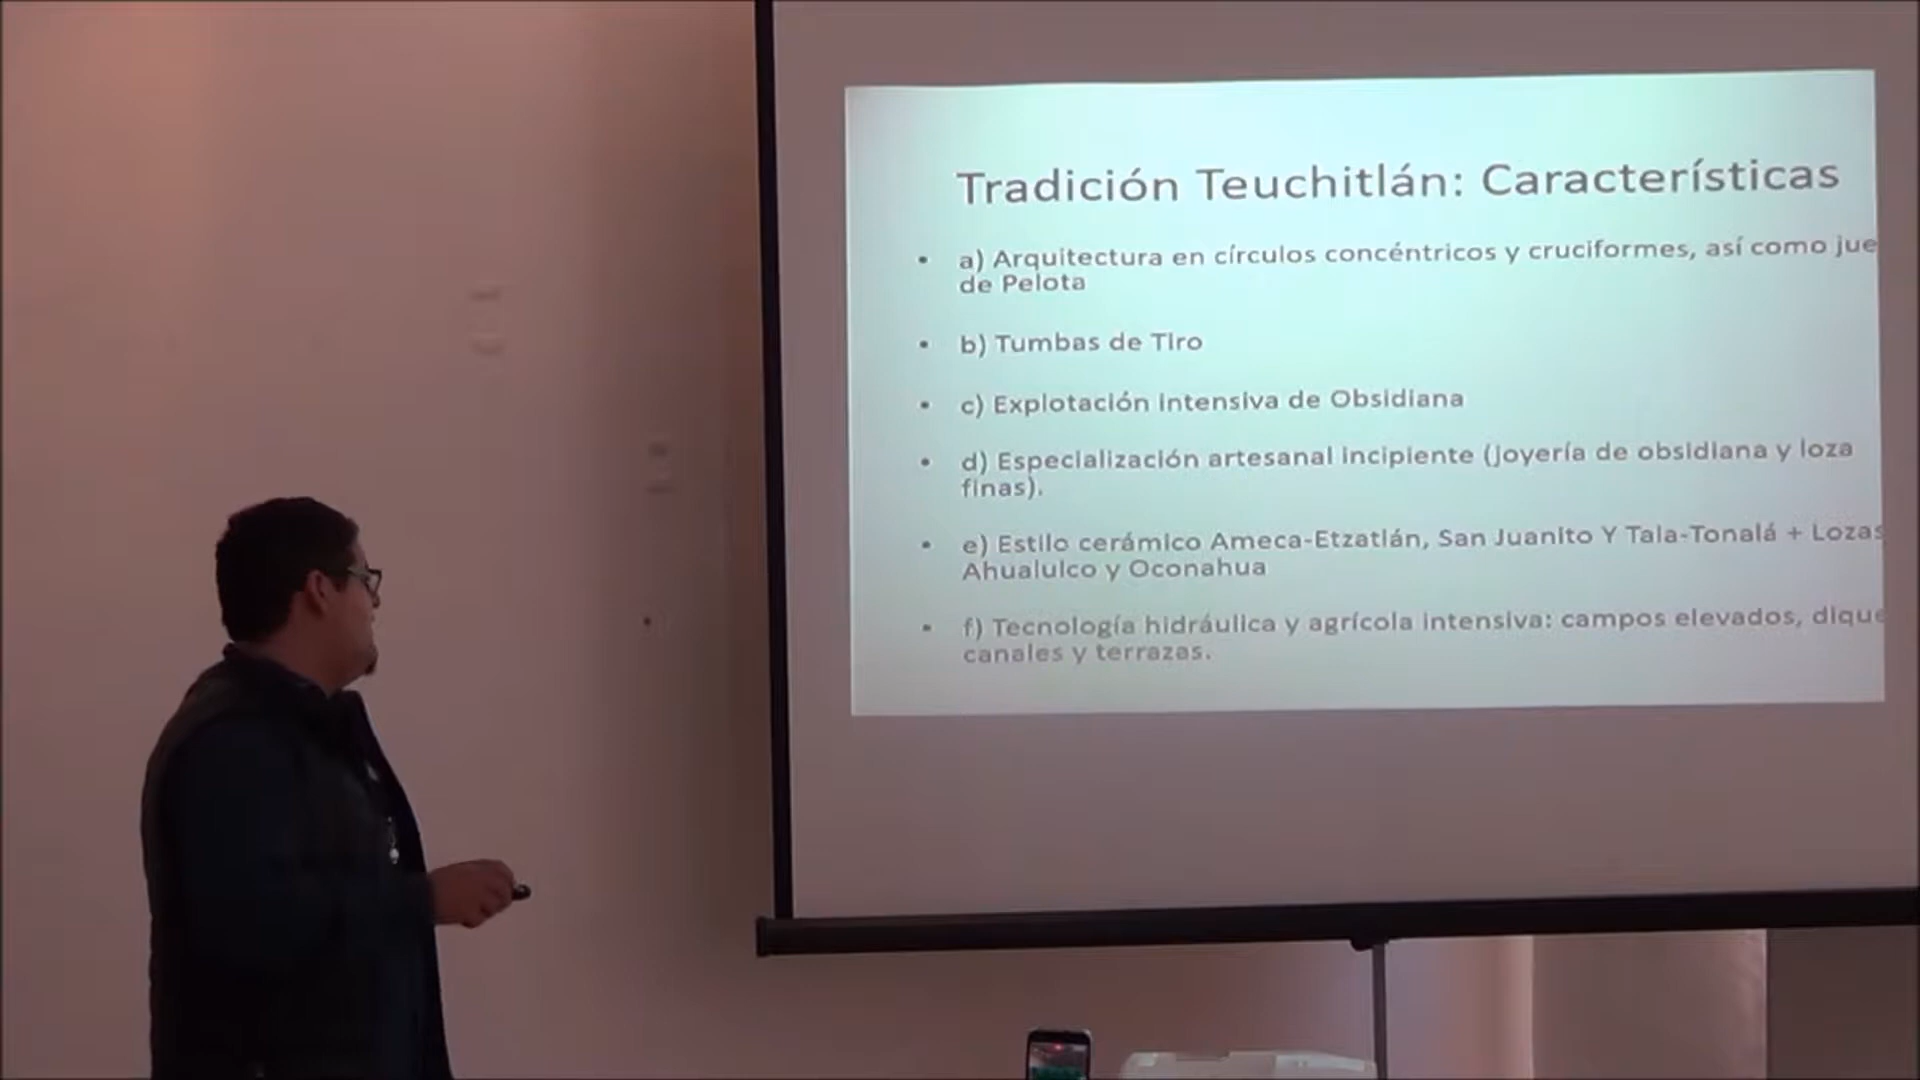 Tradición Teuchitlán: Características
• a) Arquitectura en círculos concéntricos y cruciformes, así como jue
de Pelota
• b) Tumbas de Tiro
• c) Explotación intensiva de Obsidiana
• d) Especialización artesanal incipiente (joyería de obsidiana y loza
finas).
• e) Estilo cerámico Ameca-Etzatlán, San Juanito Y Tala-Tonalá + Lozas
Ahualulco y Oconahua
• f) Tecnología hidráulica y agrícola intensiva: campos elevados, dique
canales y terrazas.